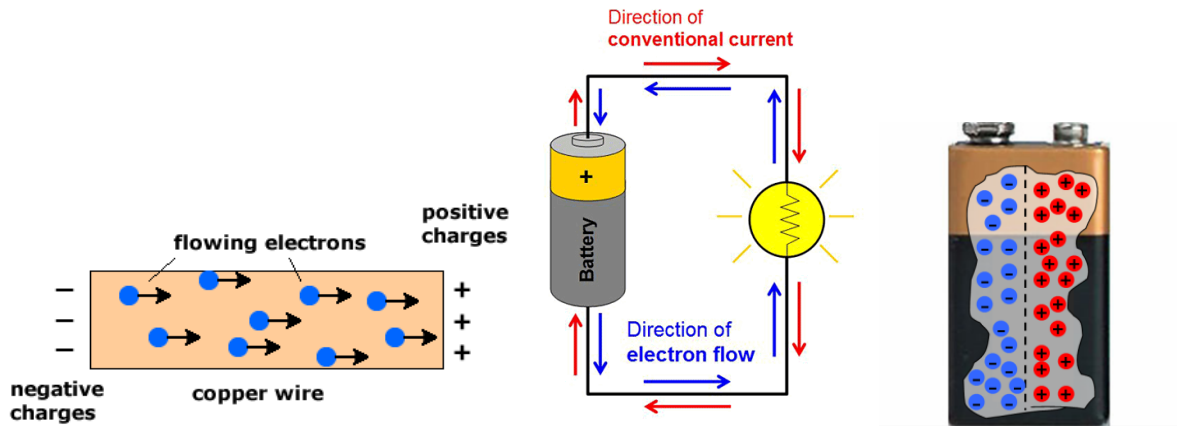 Direction of
conventional current
+
Battery
Direction of
electron flow
positive
charges
flowing electrons
− +
− +
− +
negative
charges
copper wire